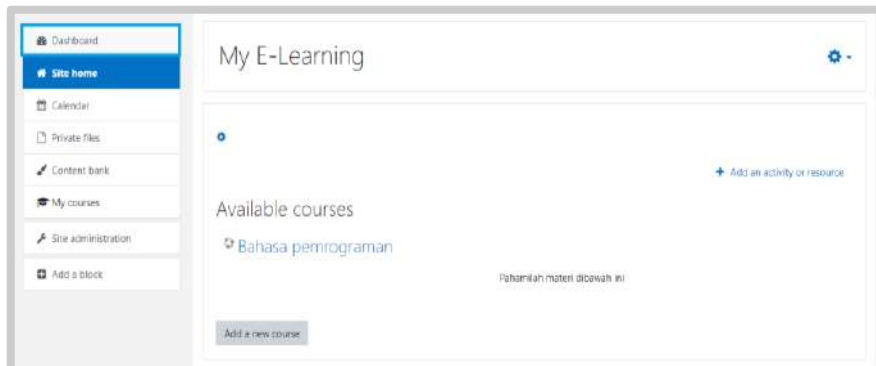 Dashboard
Site home
Calendar
Private files
Content bank
My courses
Site administration
Add a block
My E-Learning
Add an activity or resource
Available courses
Bahasa pemrograman
Pahamilah materi dibawah ini
Add a new course